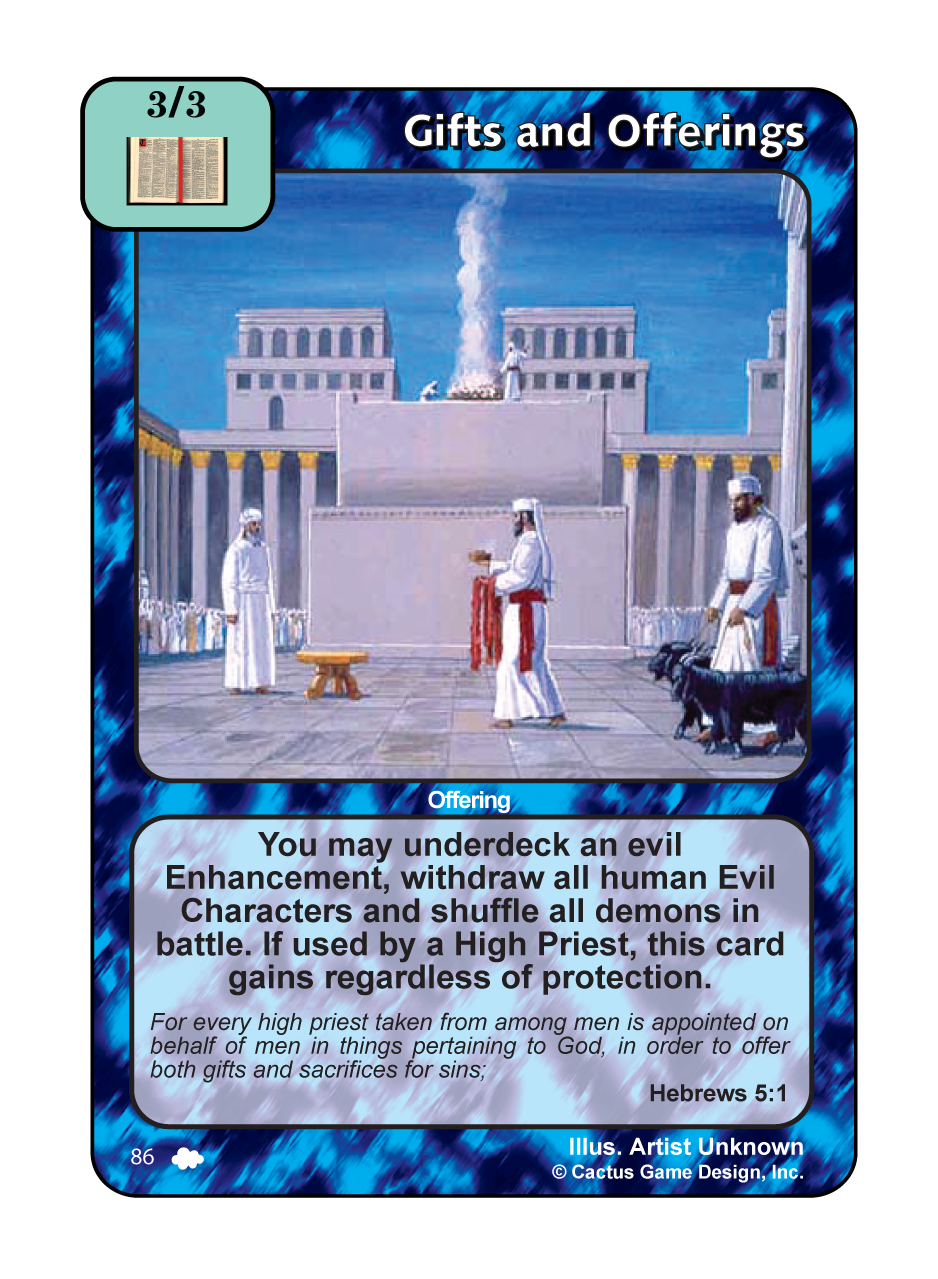 3/3
Gifts and Offerings
Offering
You may underdeck an evil
Enhancement, withdraw all human Evil
Characters and shuffle all demons in
battle. If used by a High Priest, this card
gains regardless of protection.
For every high priest taken from among men is appointed on
behalf of men in things pertaining to God, in order to offer
both gifts and sacrifices for sins;
Hebrews 5:1
86
Illus. Artist Unknown
© Cactus Game Design, Inc.